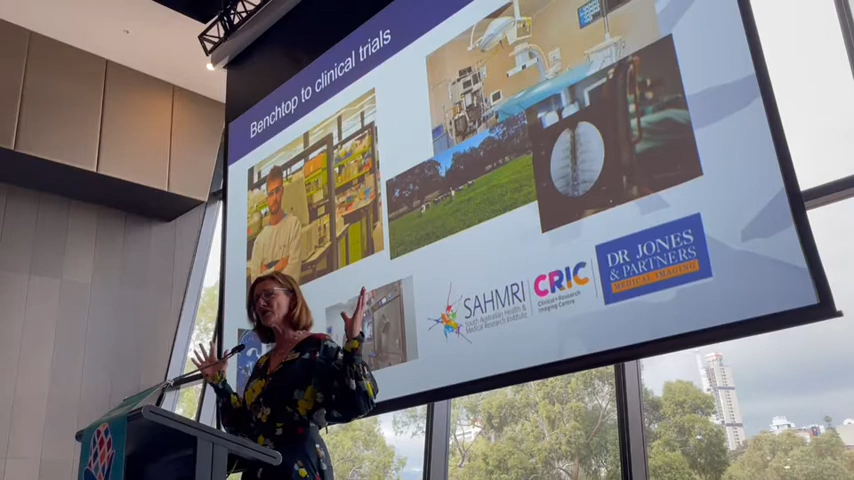 Benchtop to clinical trials
SAHMRI
South Australian Health &
Medical Research Institute
CRIC
Clinical + Research
Imaging Centre
DR JONES
& PARTNERS
MEDICAL IMAGING